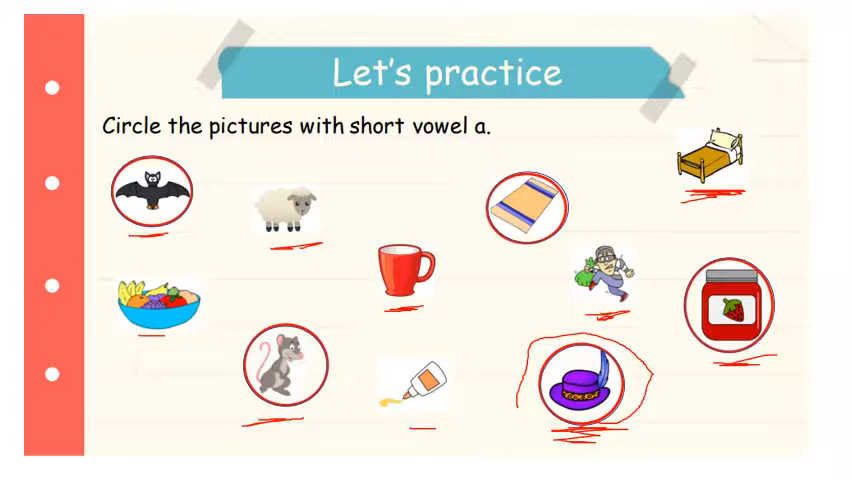 Let's practice
Circle the pictures with short vowel a.